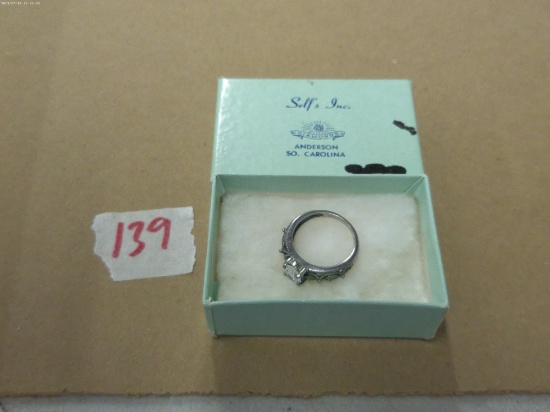 Self's Inc.
ANDERSON
SO. CAROLINA
139